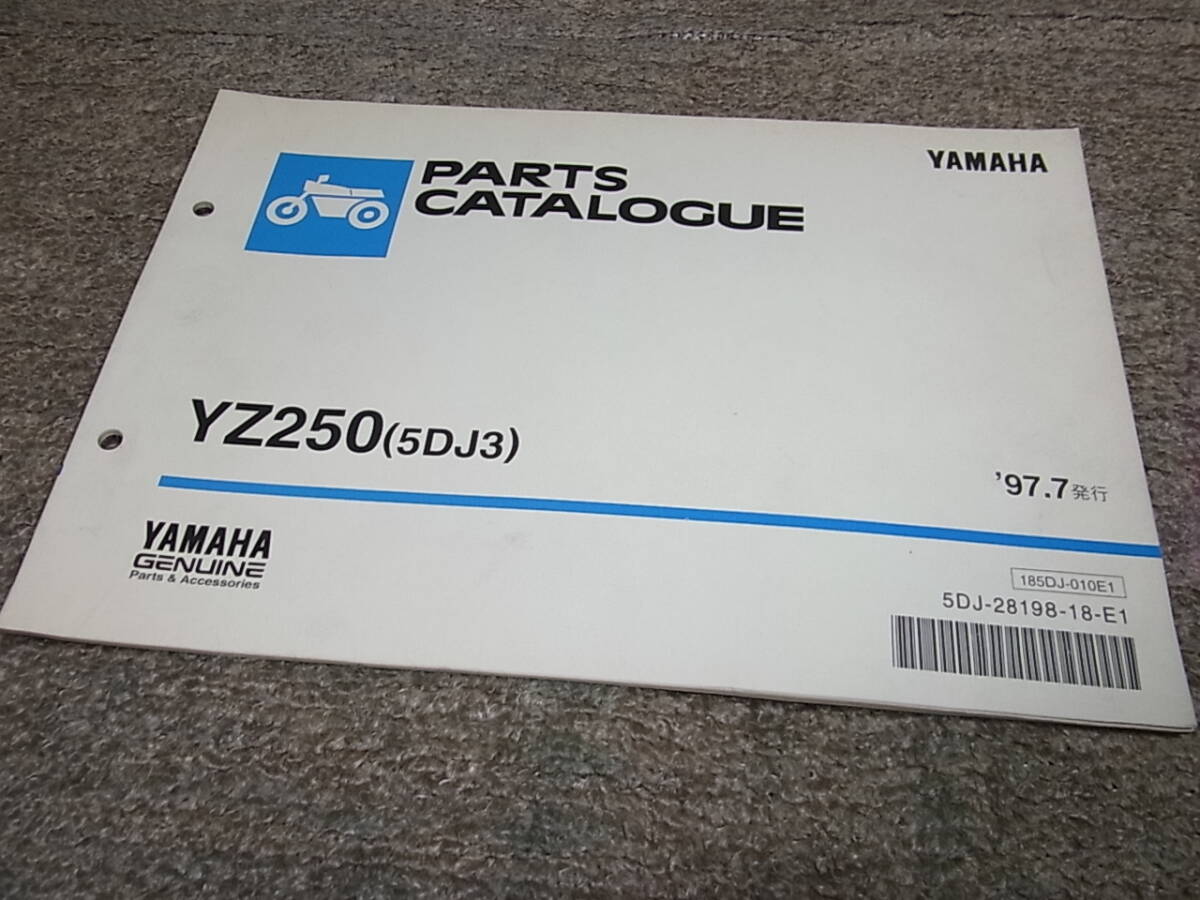 YAMAHA
PARTS
CATALOGUE
YZ250(5DJ3)
'97.7発行
YAMAHA
GENUINE
Parts & Accessories
185DJ-010E1
5DJ-28198-18-E1